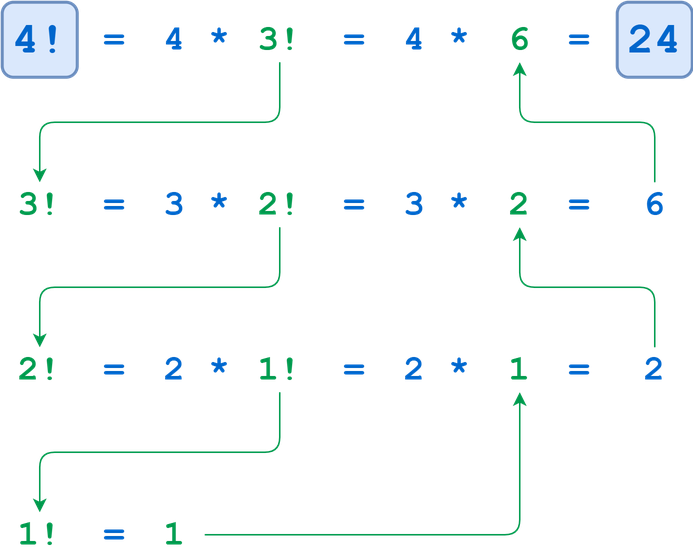 4! = 4 * 3! = 4 * 6 = 24
3! = 3 * 2! = 3 * 2 = 6
2! = 2 * 1! = 2 * 1 = 2
1! = 1